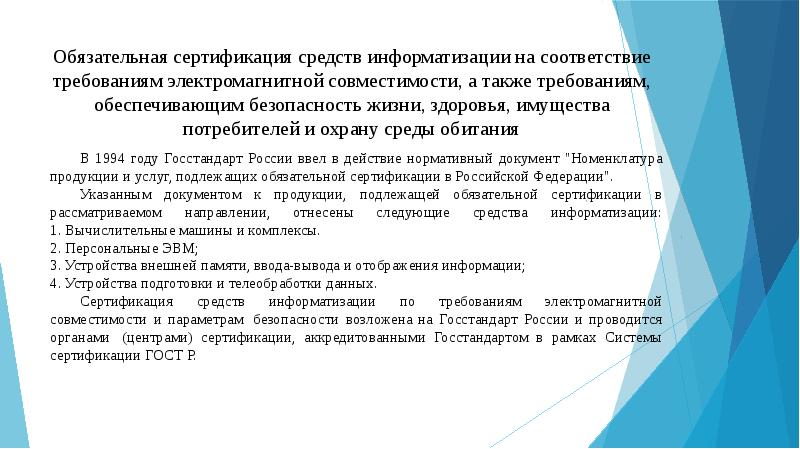 Обязательная сертификация средств информатизации на соответствие
требованиям электромагнитной совместимости, а также требованиям,
обеспечивающим безопасность жизни, здоровья, имущества
потребителей и охрану среды обитания
В 1994 году Госстандарт России ввел в действие нормативный документ "Номенклатура
продукции и услуг, подлежащих обязательной сертификации в Российской Федерации".
Указанным документом к продукции, подлежащей обязательной сертификации в
рассматриваемом направлении, отнесены следующие средства информатизации:
1. Вычислительные машины и комплексы.
2. Персональные ЭВМ;
3. Устройства внешней памяти, ввода-вывода и отображения информации;
4. Устройства подготовки и телеобработки данных.
Сертификация средств информатизации по требованиям электромагнитной
совместимости и параметрам безопасности возложена на Госстандарт России и проводится
органами (центрами) сертификации, аккредитованными Госстандартом в рамках Системы
сертификации ГОСТ Р.